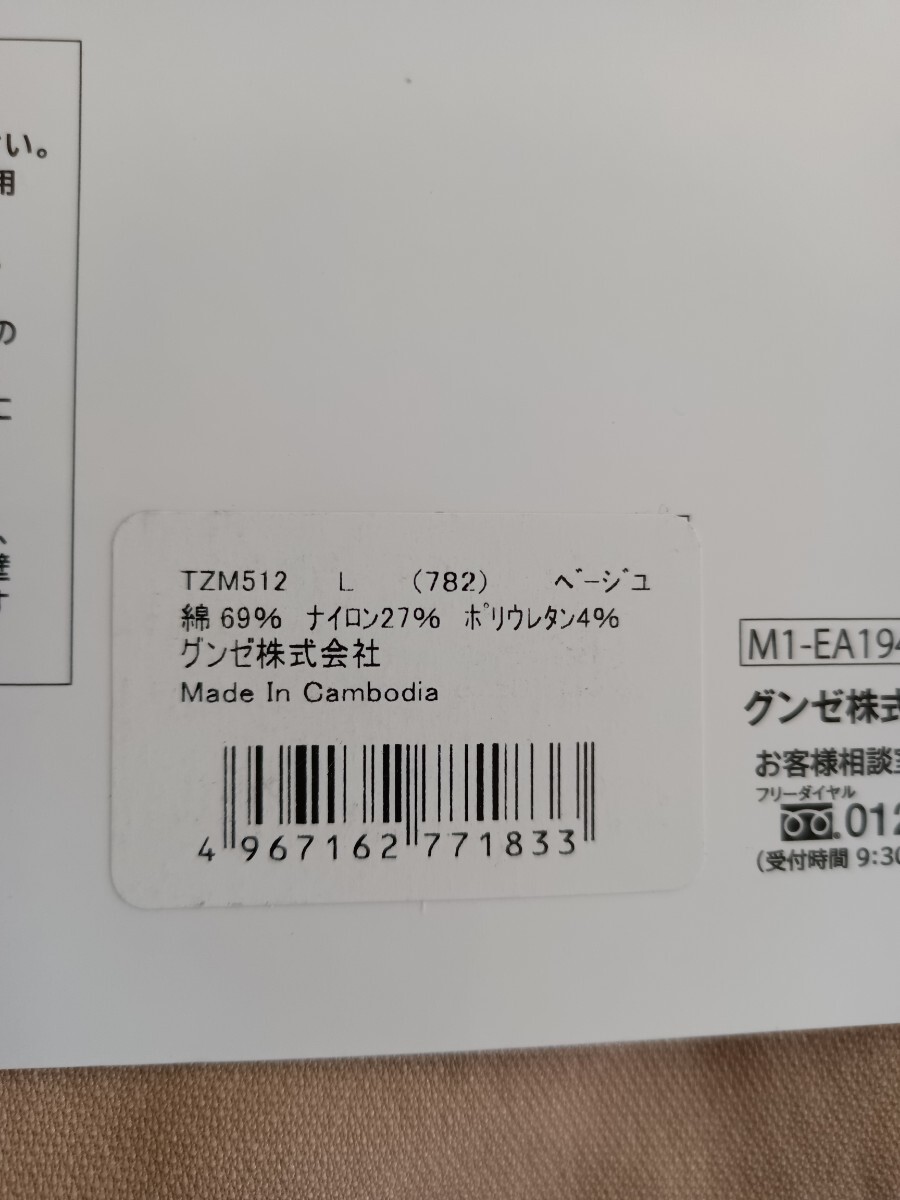 い。
用
の
に
、
TZM512 L (782) ﾍﾞｰｼﾞｭ
綿 69% ﾅｲﾛﾝ27% ﾎﾟﾘｳﾚﾀﾝ4%
グンゼ株式会社
Made In Cambodia
4 967162 771833
M1-EA194
グンゼ株式
お客様相談室
フリーダイヤル
012
(受付時間 9:30